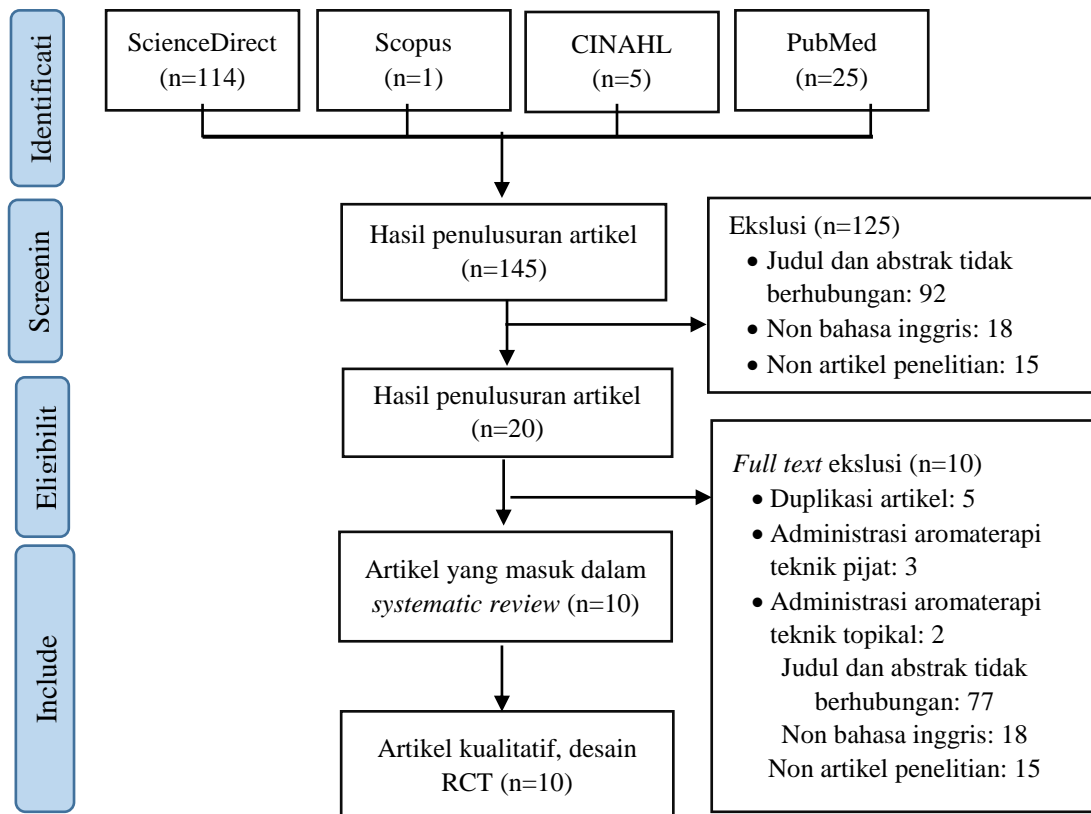 Identificati
ScienceDirect
(n=114)
Scopus
(n=1)
CINAHL
(n=5)
PubMed
(n=25)
Screenin
Hasil penulusuran artikel
(n=145)
Ekslusi (n=125)
• Judul dan abstrak tidak
berhubungan: 92
• Non bahasa inggris: 18
• Non artikel penelitian: 15
Eligibilit
Hasil penulusuran artikel
(n=20)
Full text ekslusi (n=10)
• Duplikasi artikel: 5
• Administrasi aromaterapi
teknik pijat: 3
• Administrasi aromaterapi
teknik topikal: 2
Judul dan abstrak tidak
berhubungan: 77
Non bahasa inggris: 18
Non artikel penelitian: 15
Include
Artikel yang masuk dalam
systematic review (n=10)
Artikel kualitatif, desain
RCT (n=10)